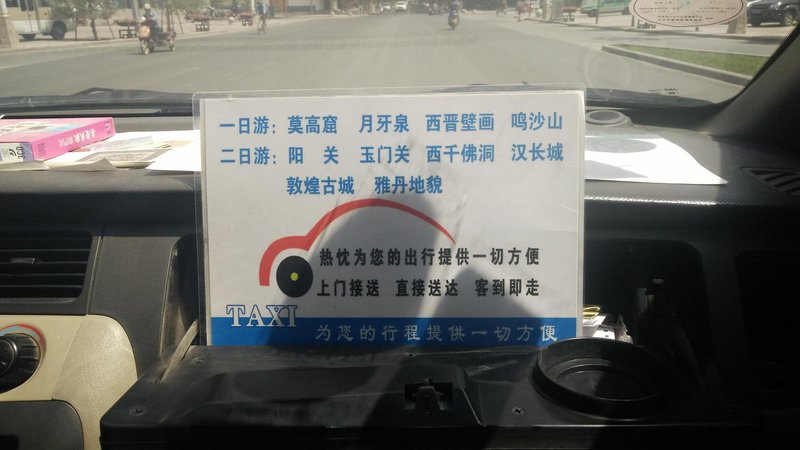 一日游: 莫高窟 月牙泉 西晋壁画 鸣沙山
二日游: 阳 关 玉门关 西千佛洞 汉长城
敦煌古城 雅丹地貌
热忱为您的出行提供一切方便
上门接送 直接送达 客到即走
TAXI
为您的行程提供一切方便